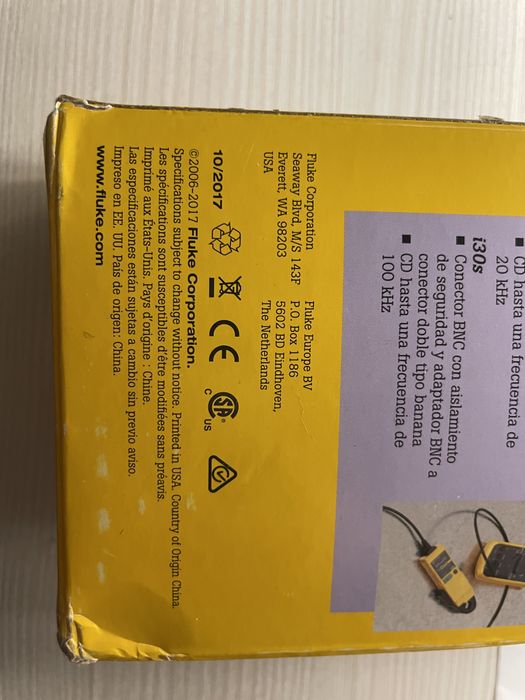 ■ CD hasta una frecuencia de
20 kHz
i30s
■ Conector BNC con aislamiento
de seguridad y adaptador BNC a
conector doble tipo banana
■ CD hasta una frecuencia de
100 kHz
Fluke Corporation
Seaway Blvd. M/S 143F
Everett, WA 98203
USA
Fluke Europe BV
P.O. Box 1186
5602 BD Eindhoven,
The Netherlands
10/2017
CE
SA
C US
©2006-2017 Fluke Corporation.
Specifications subject to change without notice. Printed in USA. Country of Origin China.
Les spécifications sont susceptibles d'être modifiées sans préavis.
Imprimé aux États-Unis. Pays d'origine : Chine.
Las especificaciones están sujetas a cambio sin previo aviso.
Impreso en EE. UU. País de origen: China.
www.fluke.com